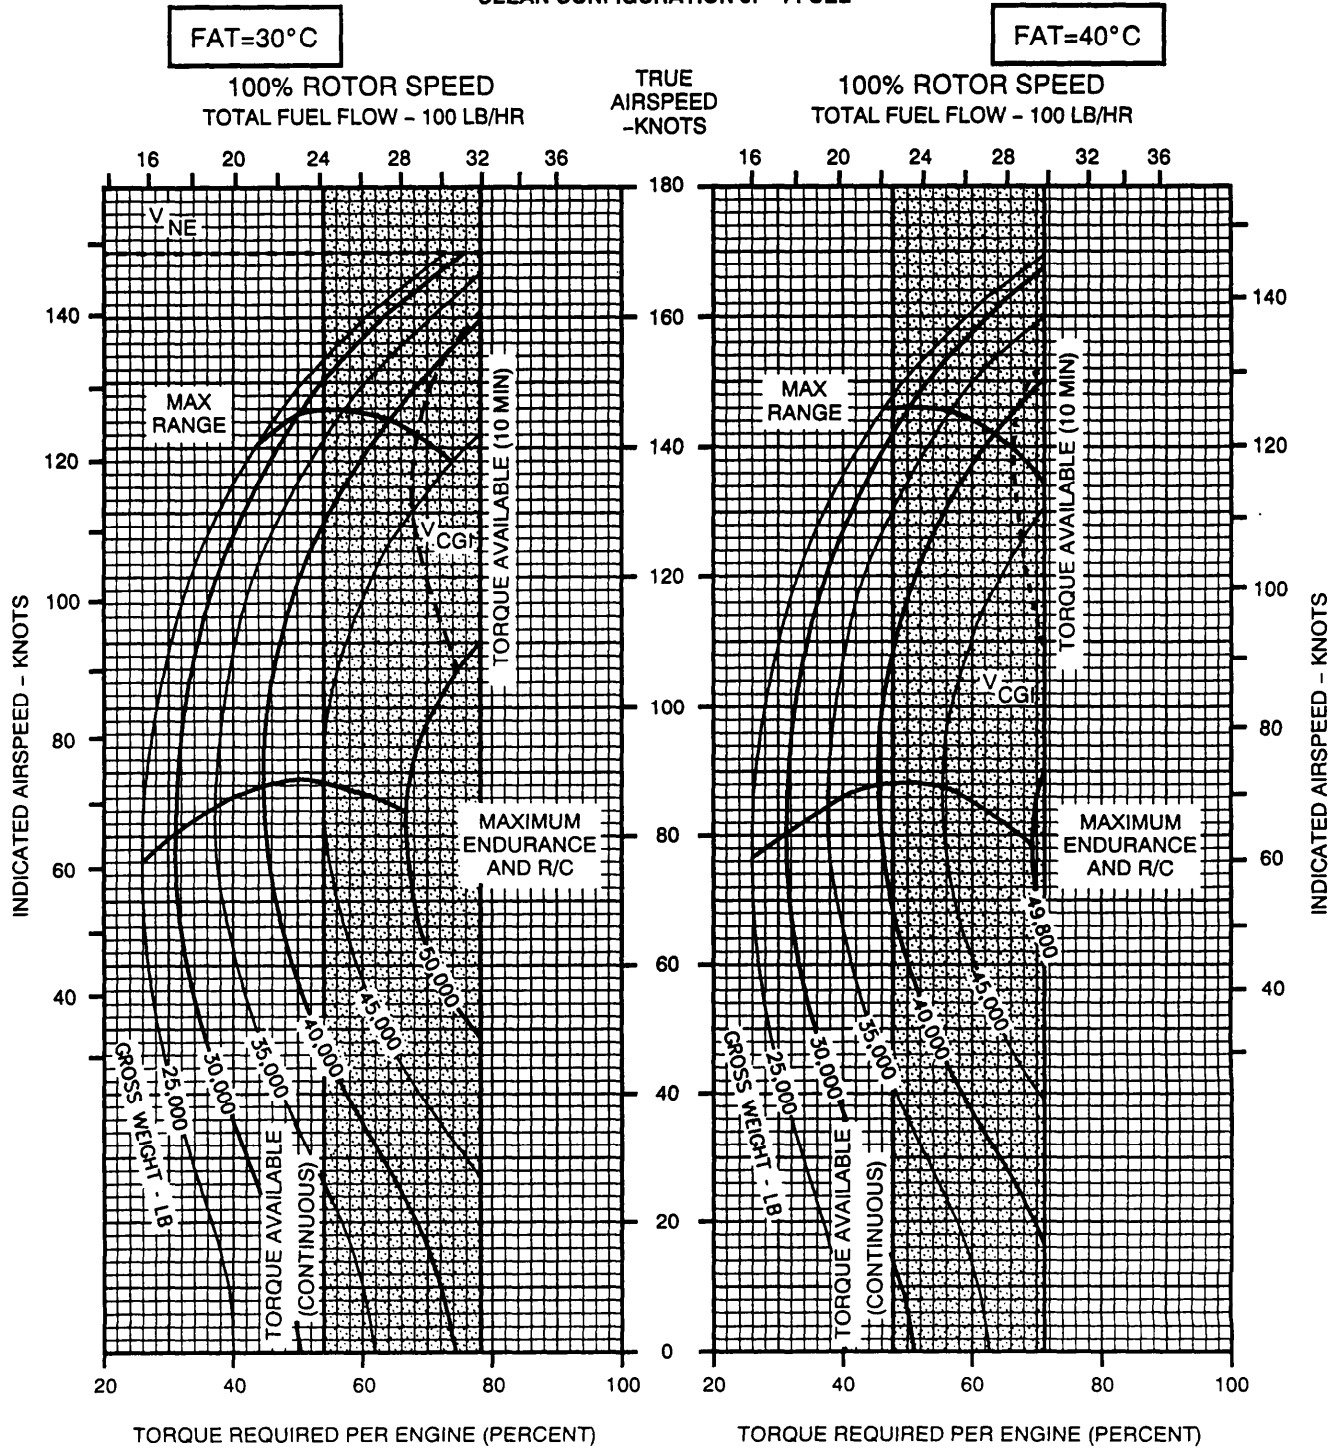 FAT=30°C
FAT=40°C
100% ROTOR SPEED
TOTAL FUEL FLOW – 100 LB/HR
TRUE
AIRSPEED
–KNOTS
100% ROTOR SPEED
TOTAL FUEL FLOW – 100 LB/HR
16 20 24 28 32 36
16 20 24 28 32 36
V NE
MAX
RANGE
V CGI
TORQUE AVAILABLE (10 MIN)
MAXIMUM
ENDURANCE
AND R/C
INDICATED AIRSPEED – KNOTS
140
120
100
80
60
40
GROSS WEIGHT - LB
25,000
30,000
35,000
40,000
45,000
50,000
TORQUE AVAILABLE
(CONTINUOUS)
180
160
140
120
100
80
60
40
20
0
MAX
RANGE
V CGI
TORQUE AVAILABLE (10 MIN)
MAXIMUM
ENDURANCE
AND R/C
GROSS WEIGHT - LB
25,000
30,000
35,000
40,000
45,000
49,800
TORQUE AVAILABLE
(CONTINUOUS)
140
120
100
80
60
40
INDICATED AIRSPEED – KNOTS
20 40 60 80 100
20 40 60 80 100
TORQUE REQUIRED PER ENGINE (PERCENT)
TORQUE REQUIRED PER ENGINE (PERCENT)